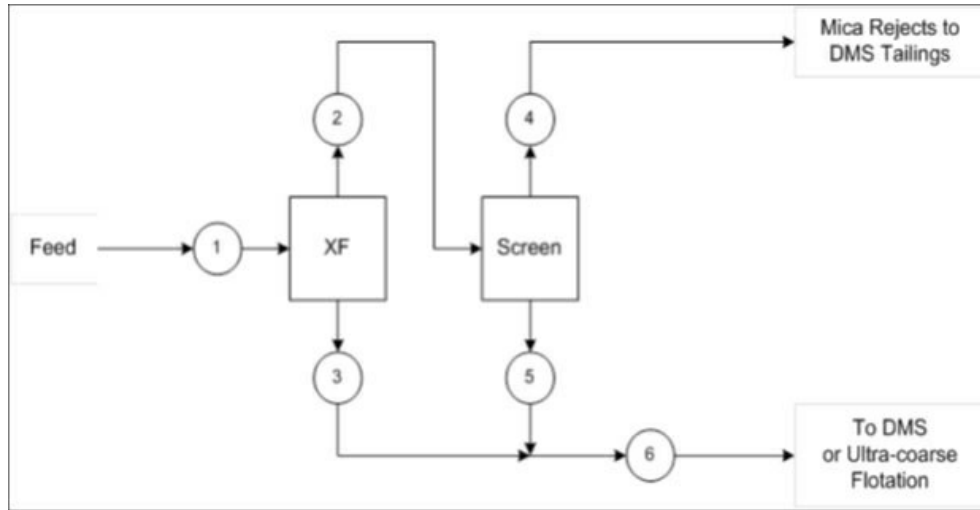 Mica Rejects to
DMS Tailings
2
4
Feed
1
XF
Screen
3
5
6
To DMS
or Ultra-coarse
Flotation